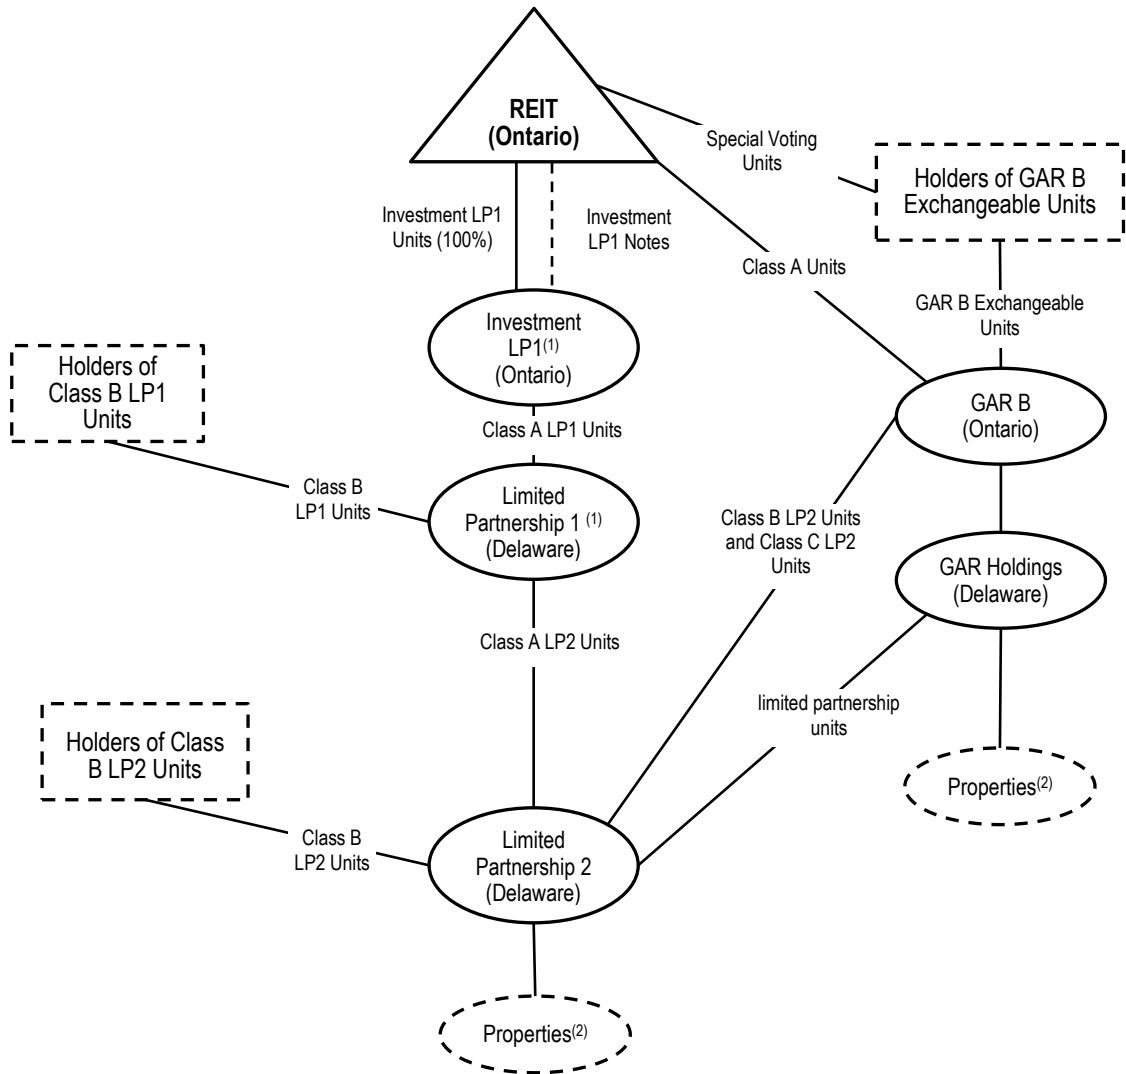 REIT
(Ontario)
Special Voting
Units
Holders of GAR B
Exchangeable Units
Investment LP1
Units (100%)
Investment
LP1 Notes
Class A Units
GAR B Exchangeable
Units
Investment
LP1(1)
(Ontario)
Holders of
Class B LP1
Units
GAR B
(Ontario)
Class A LP1 Units
Class B
LP1 Units
Limited
Partnership 1 (1)
(Delaware)
Class B LP2 Units
and Class C LP2
Units
GAR Holdings
(Delaware)
Class A LP2 Units
limited partnership
units
Holders of Class
B LP2 Units
Properties(2)
Class B
LP2 Units
Limited
Partnership 2
(Delaware)
Properties(2)